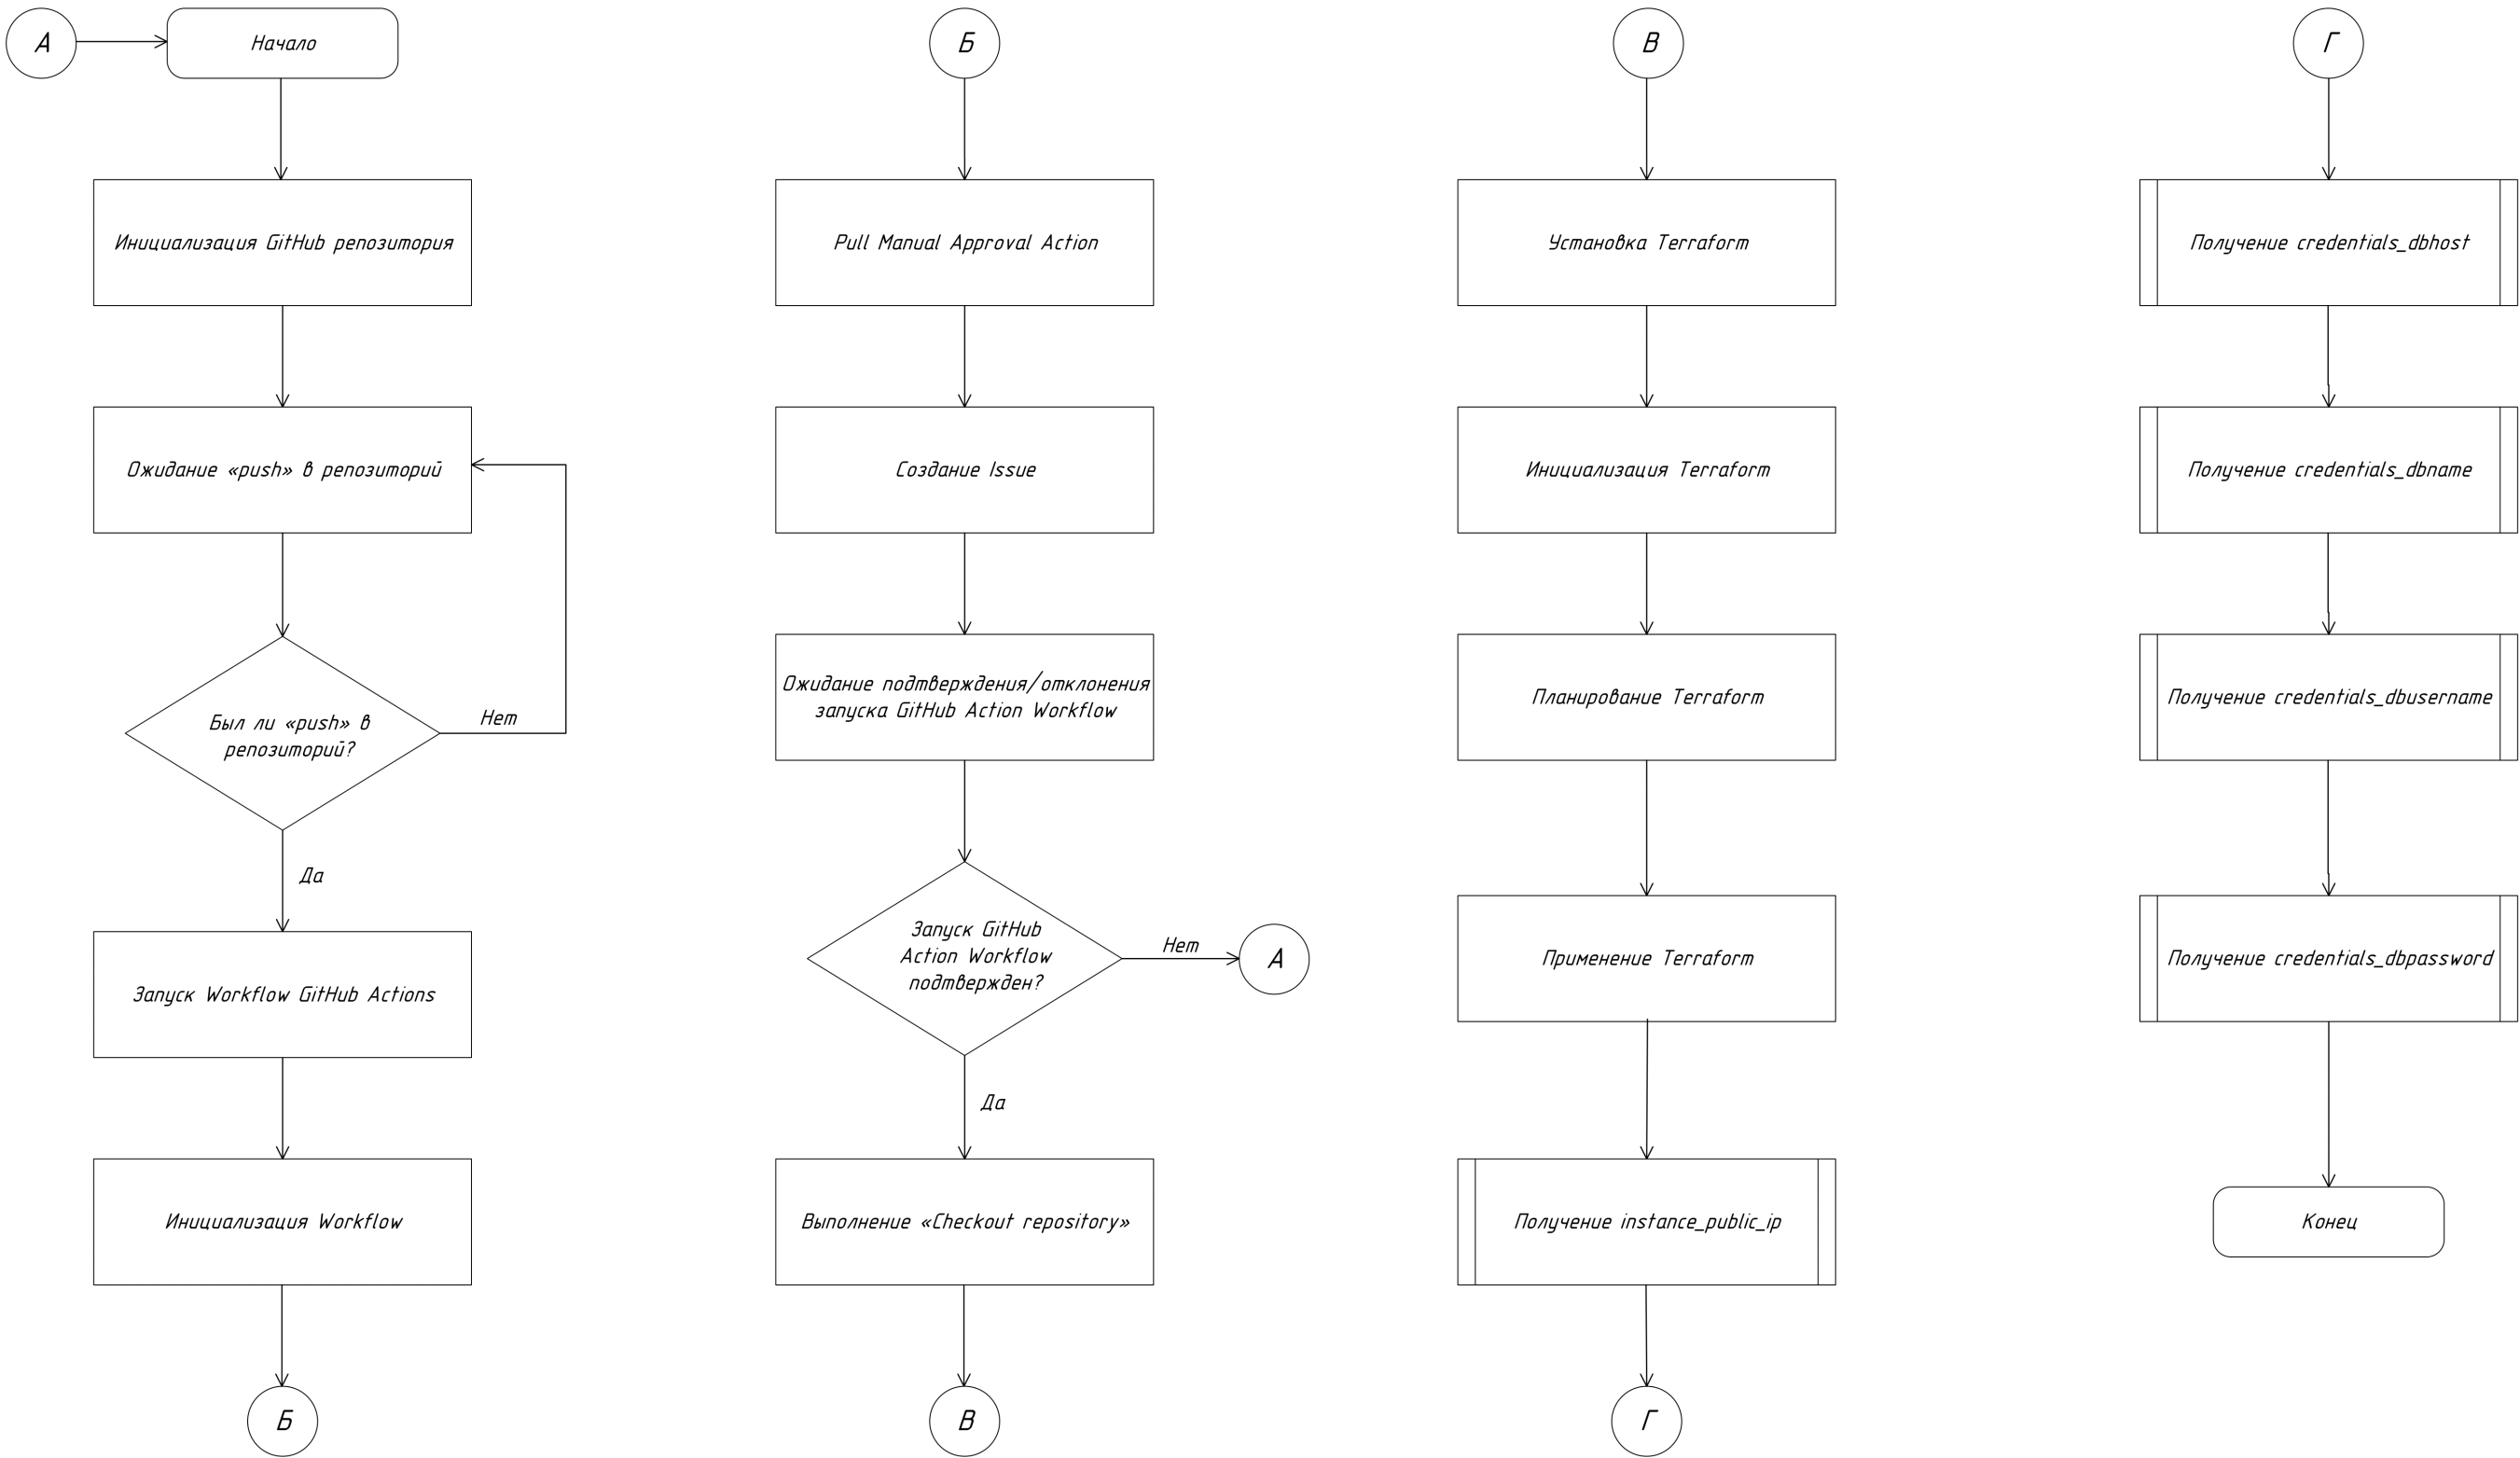 А
Начало
Инициализация GitHub репозитория
Ожидание «push» в репозиторий
Был ли «push» в
репозиторий?
Нет
Да
Запуск Workflow GitHub Actions
Инициализация Workflow
Б
Б
Pull Manual Approval Action
Создание Issue
Ожидание подтверждения/отклонения
запуска GitHub Action Workflow
Запуск GitHub
Action Workflow
подтвержден?
Нет
А
Да
Выполнение «Checkout repository»
В
В
Установка Terraform
Инициализация Terraform
Планирование Terraform
Применение Terraform
Получение instance_public_ip
Г
Г
Получение credentials_dbhost
Получение credentials_dbname
Получение credentials_dbusername
Получение credentials_dbpassword
Конец